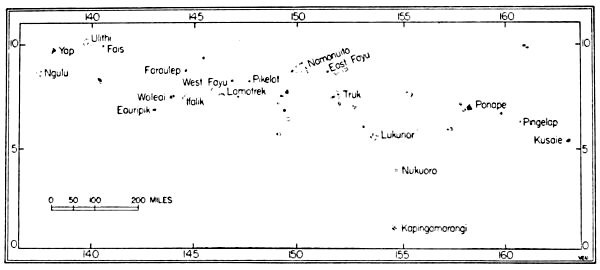 140 145 150 155 160
10 10
Ulithi
Yap
Fais
Namonuito
East Fayu
Ngulu
Faraulep
West Fayu
Pikelot
Woleai
Ifalik
Lamotrek
Truk
Ponape
Eauripik
Pingelap
Lukunor
Kusaie
5 5
Nukuoro
0 50 100 200 MILES
Kapingamarangi
0 0
140 145 150 155 160